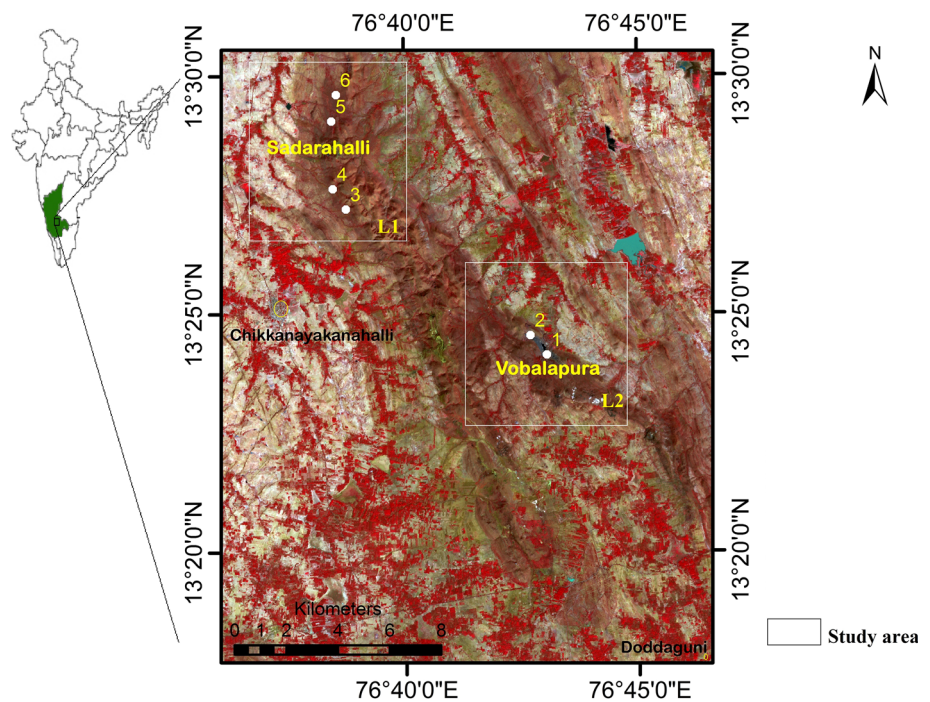 76°40'0"E
76°45'0"E
N
13°30'0"N
13°30'0"N
6
5
Sadarahalli
4
3
L1
13°25'0"N
13°25'0"N
2
1
Chikkanayakanahalli
Vobalapura
L2
13°20'0"N
13°20'0"N
Kilometers
0 1 2 4 6 8
Doddaguni
Study area
76°40'0"E
76°45'0"E